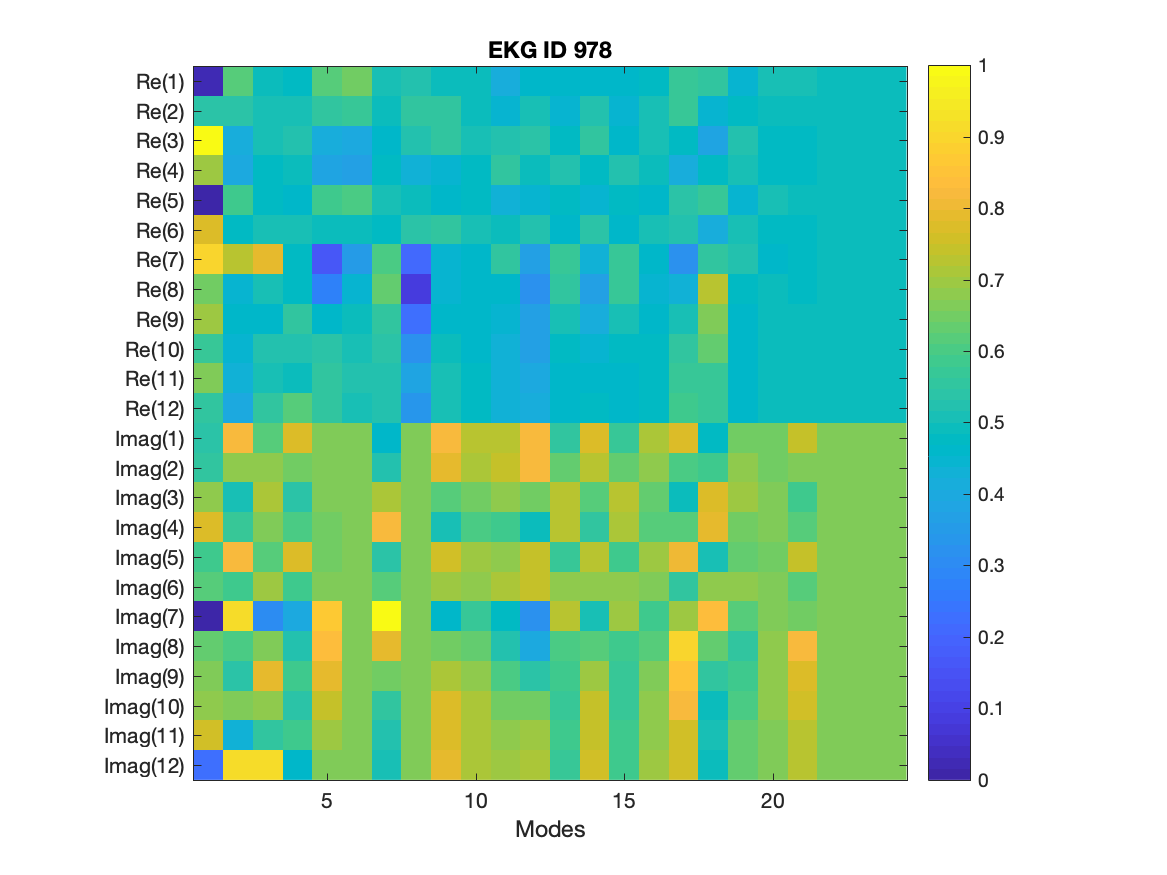 EKG ID 978
Re(1)
Re(2)
Re(3)
Re(4)
Re(5)
Re(6)
Re(7)
Re(8)
Re(9)
Re(10)
Re(11)
Re(12)
Imag(1)
Imag(2)
Imag(3)
Imag(4)
Imag(5)
Imag(6)
Imag(7)
Imag(8)
Imag(9)
Imag(10)
Imag(11)
Imag(12)
5 10 15 20
Modes
1
0.9
0.8
0.7
0.6
0.5
0.4
0.3
0.2
0.1
0